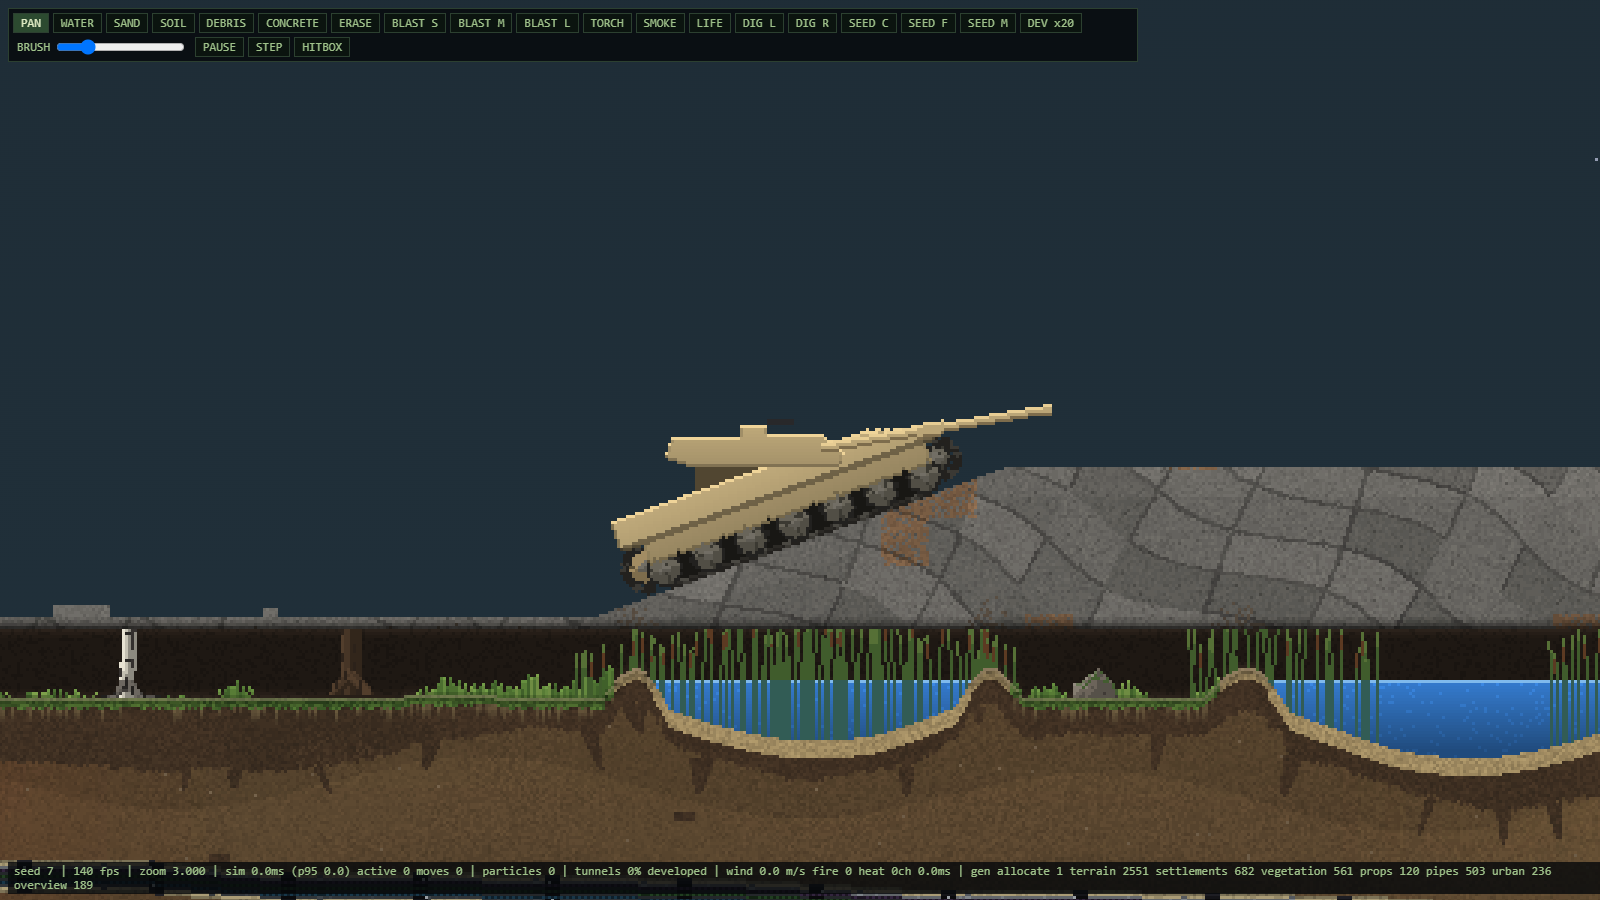 PAN WATER SAND SOIL DEBRIS CONCRETE ERASE BLAST S BLAST M BLAST L TORCH SMOKE LIFE DIG L DIG R SEED C SEED F SEED M DEV x20
BRUSH PAUSE STEP HITBOX
seed 7 | 140 fps | zoom 3.000 | sim 0.0ms (p95 0.0) active 0 moves 0 | particles 0 | tunnels 0% developed | wind 0.0 m/s fire 0 heat 0ch 0.0ms | gen allocate 1 terrain 2551 settlements 682 vegetation 561 props 120 pipes 503 urban 236
overview 189